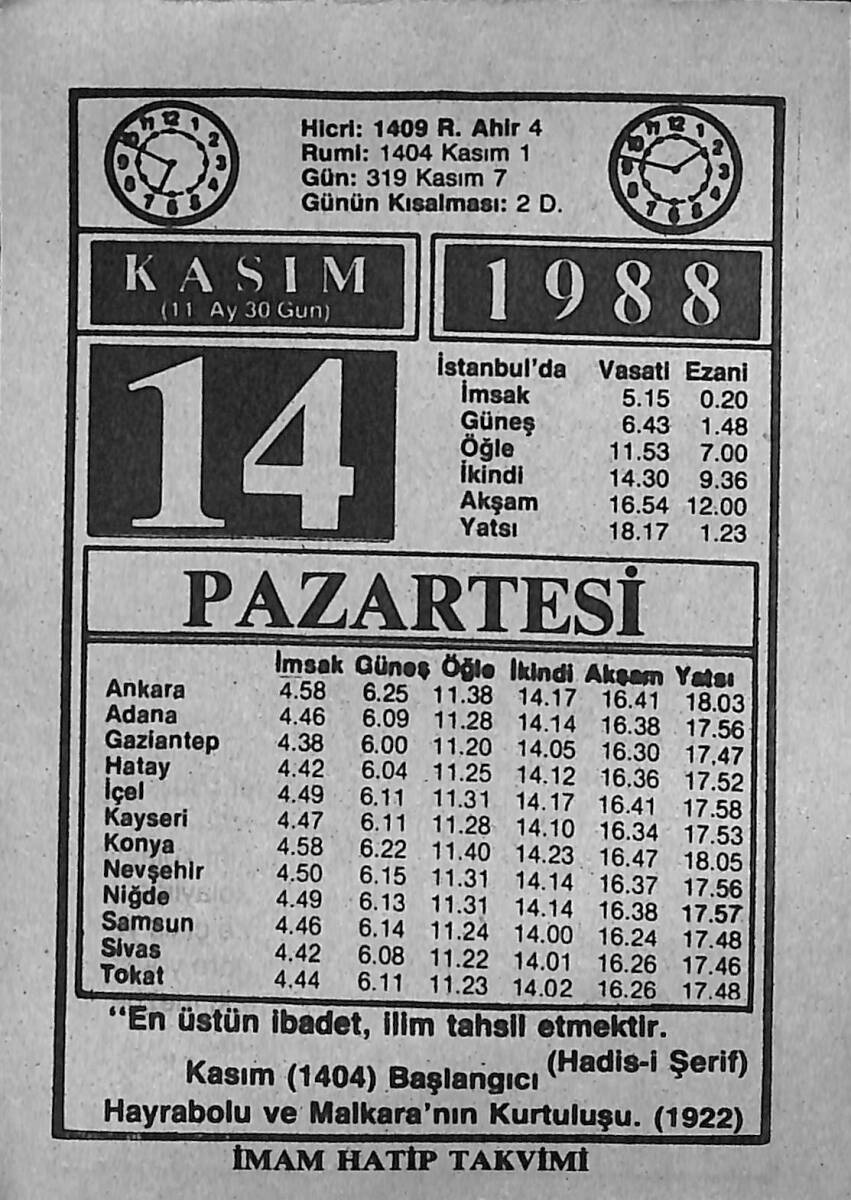 Hicri: 1409 R. Ahir 4
Rumi: 1404 Kasım 1
Gün: 319 Kasım 7
Günün Kısalması: 2 D.
KASIM
(11 Ay 30 Gun)
1988
14
İstanbul'da Vasati Ezani
İmsak 5.15 0.20
Güneş 6.43 1.48
Öğle 11.53 7.00
İkindi 14.30 9.36
Akşam 16.54 12.00
Yatsı 18.17 1.23
PAZARTESİ
İmsak Güneş Öğle İkindi Akşam Yatsı
Ankara 4.58 6.25 11.38 14.17 16.41 18.03
Adana 4.46 6.09 11.28 14.14 16.38 17.56
Gaziantep 4.38 6.00 11.20 14.05 16.30 17.47
Hatay 4.42 6.04 11.25 14.12 16.36 17.52
İçel 4.49 6.11 11.31 14.17 16.41 17.58
Kayseri 4.47 6.11 11.28 14.10 16.34 17.53
Konya 4.58 6.22 11.40 14.23 16.47 18.05
Nevşehir 4.50 6.15 11.31 14.14 16.37 17.56
Niğde 4.49 6.13 11.31 14.14 16.38 17.57
Samsun 4.46 6.14 11.24 14.00 16.24 17.48
Sivas 4.42 6.08 11.22 14.01 16.26 17.46
Tokat 4.44 6.11 11.23 14.02 16.26 17.48
"En üstün ibadet, ilim tahsil etmektir.
(Hadis-i Şerif)
Kasım (1404) Başlangıcı
Hayrabolu ve Malkara'nın Kurtuluşu. (1922)
İMAM HATİP TAKVİMİ